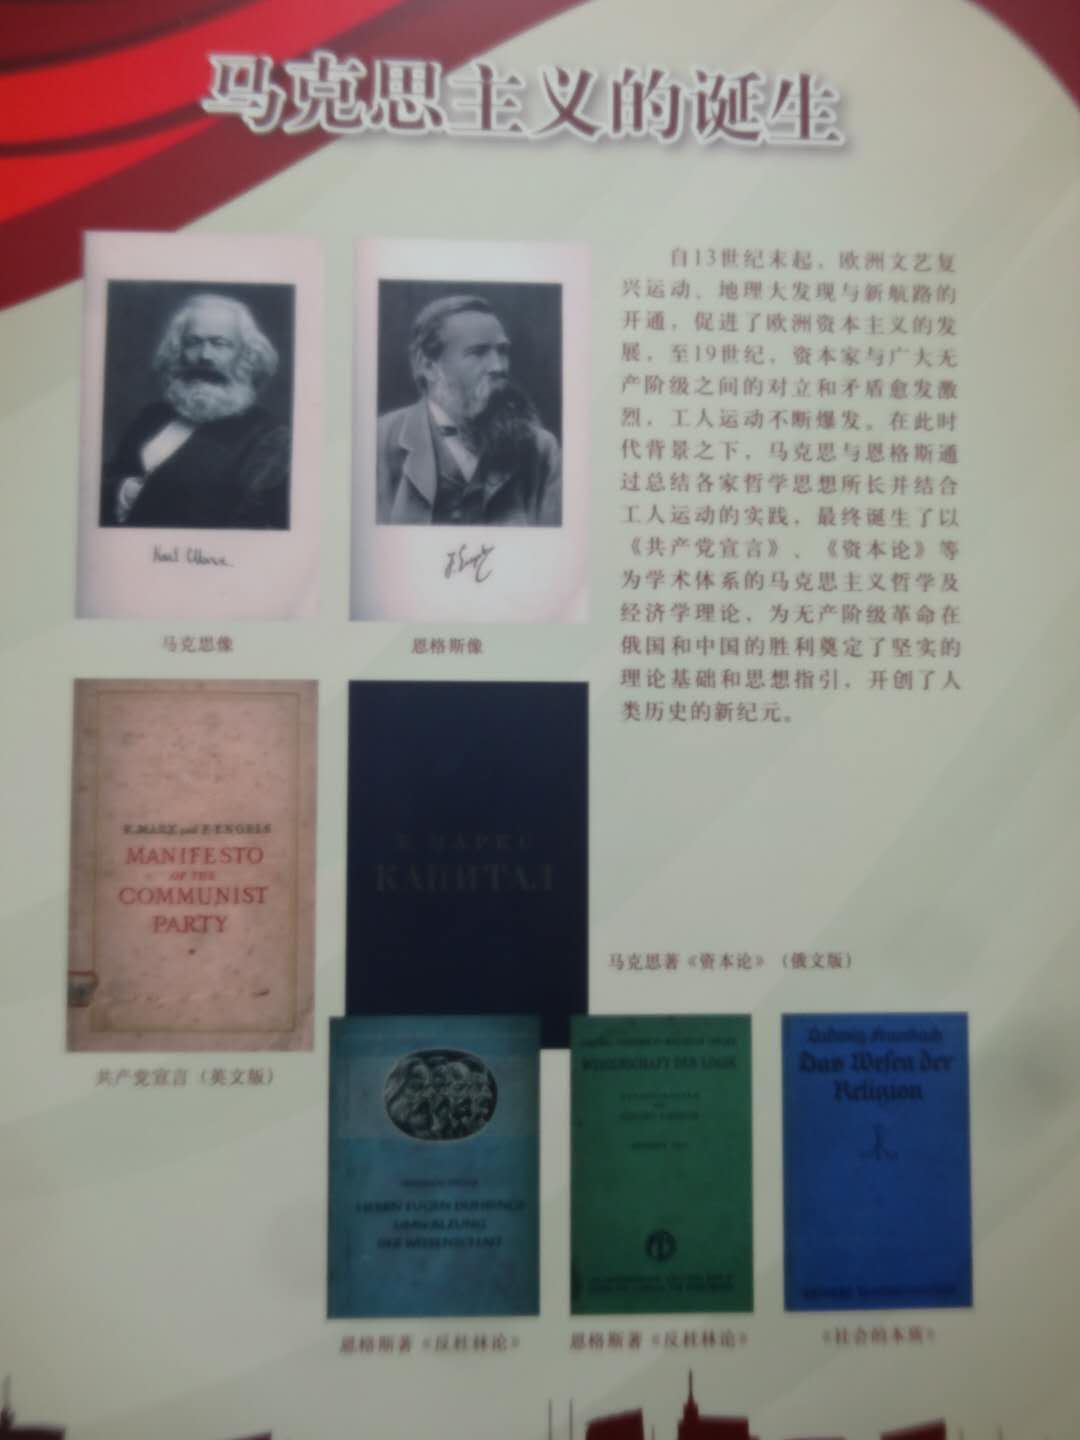 马克思主义的诞生
自13世纪末起，欧洲文艺复
兴运动、地理大发现与新航路的
开通，促进了欧洲资本主义的发
展，至19世纪，资本家与广大无
产阶级之间的对立和矛盾愈发激
烈，工人运动不断爆发。在此时
代背景之下，马克思与恩格斯通
过总结各家哲学思想所长并结合
工人运动的实践，最终诞生了以
《共产党宣言》、《资本论》等
为学术体系的马克思主义哲学及
经济学理论，为无产阶级革命在
俄国和中国的胜利奠定了坚实的
理论基础和思想指引，开创了人
类历史的新纪元。
Karl Marx
马克思像
恩格斯像
K.MARX and F.ENGELS
MANIFESTO
OF THE
COMMUNIST
PARTY
共产党宣言（英文版）
К. МАРКС
КАПИТАЛ
马克思著《资本论》（俄文版）
EUGEN DÜHRINGS
UMWÄLZUNG
DER WISSENSCHAFT
恩格斯著《反杜林论》
WISSENSCHAFT DER LOGIK
恩格斯著《反杜林论》
Ludwig Feuerbach
Das Wesen der
Religion
《社会的本质》